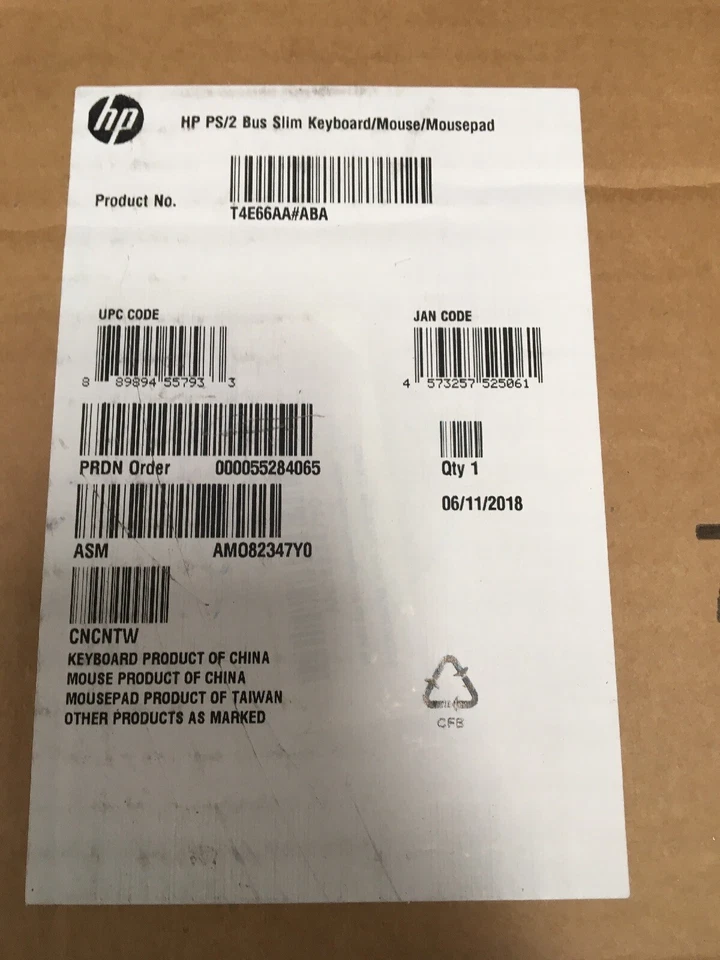 hp
HP PS/2 Bus Slim Keyboard/Mouse/Mousepad
Product No.
T4E66AA#ABA
UPC CODE
8 89894 55793 3
JAN CODE
4 573257 525061
PRDN Order 000055284065
Qty 1
06/11/2018
ASM AMO82347Y0
CNCNTW
KEYBOARD PRODUCT OF CHINA
MOUSE PRODUCT OF CHINA
MOUSEPAD PRODUCT OF TAIWAN
OTHER PRODUCTS AS MARKED
CFB